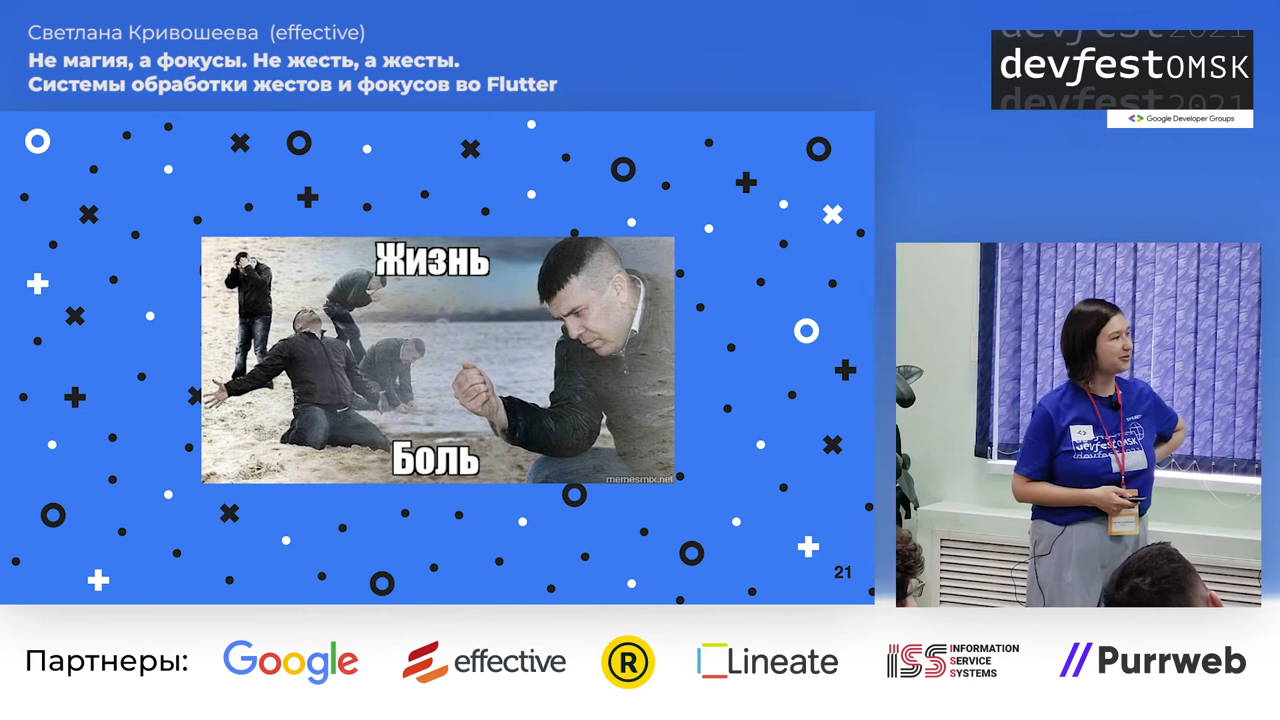 Светлана Кривошеева (effective)
Не магия, а фокусы. Не жесть, а жесты.
Системы обработки жестов и фокусов во Flutter
devfest2021
devfestOMSK
devfest2021
Google Developer Groups
Жизнь
Боль
memesmix.net
devfestOMSK
21
Партнеры:
Google
effective
R
Lineate
ISS INFORMATION
SERVICE
SYSTEMS
Purrweb